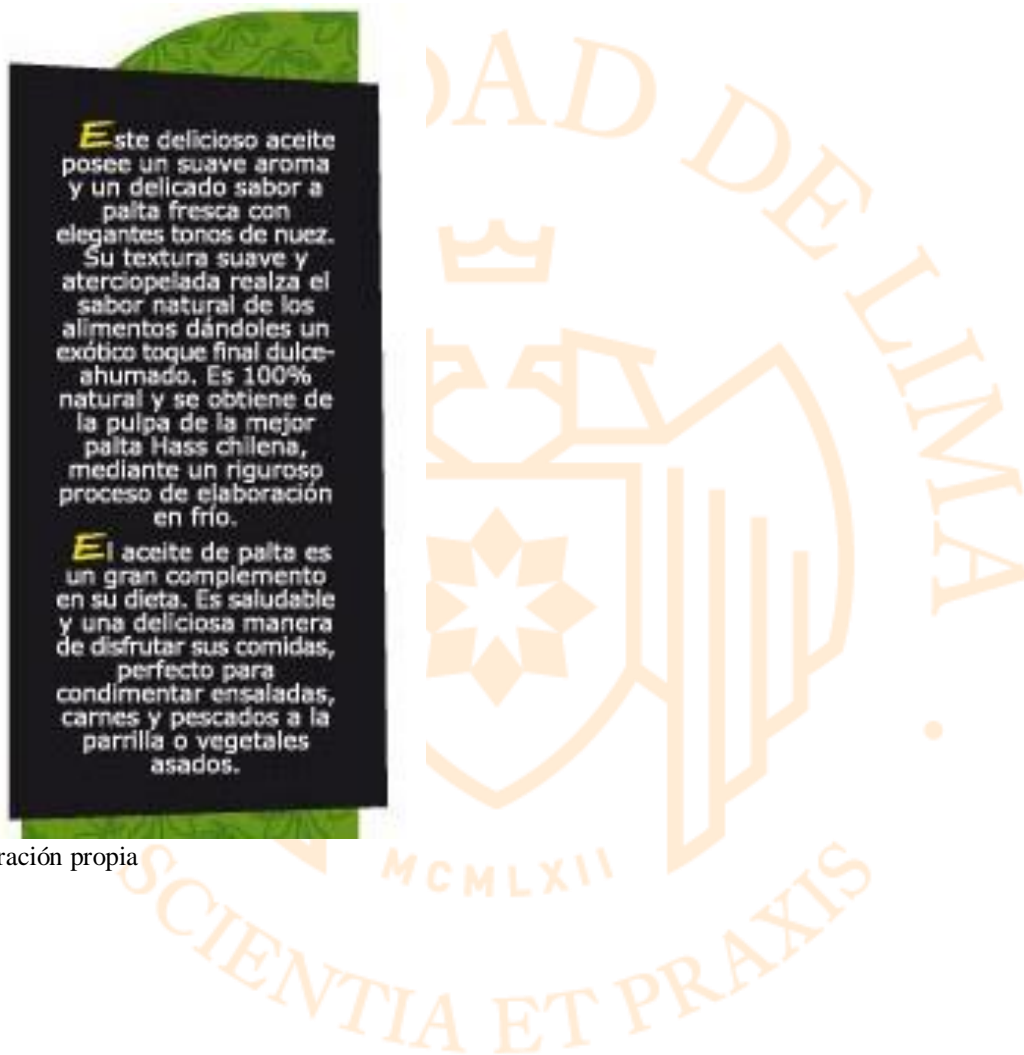 Este delicioso aceite
posee un suave aroma
y un delicado sabor a
palta fresca con
elegantes tonos de nuez.
Su textura suave y
aterciopelada realza el
sabor natural de los
alimentos dándoles un
exótico toque final dulce-
ahumado. Es 100%
natural y se obtiene de
la pulpa de la mejor
palta Hass chilena,
mediante un riguroso
proceso de elaboración
en frío.
El aceite de palta es
un gran complemento
en su dieta. Es saludable
y una deliciosa manera
de disfrutar sus comidas,
perfecto para
condimentar ensaladas,
carnes y pescados a la
parrilla o vegetales
asados.
ración propia
DAD DE LIMA
MCMLXII
SCIENTIA ET PRAXIS